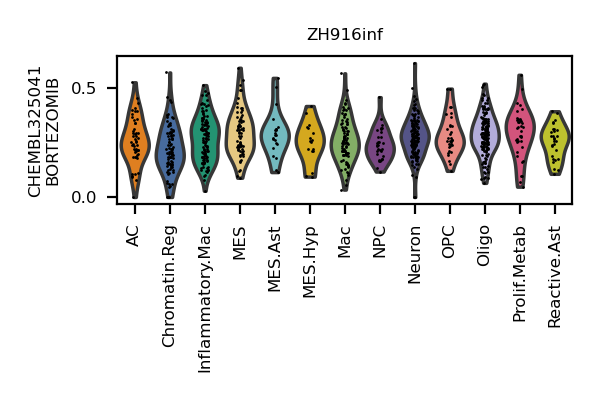 ZH916inf
CHEMBL325041
BORTEZOMIB
0.5
0.0
AC
Chromatin.Reg
Inflammatory.Mac
MES
MES.Ast
MES.Hyp
Mac
NPC
Neuron
OPC
Oligo
Prolif.Metab
Reactive.Ast